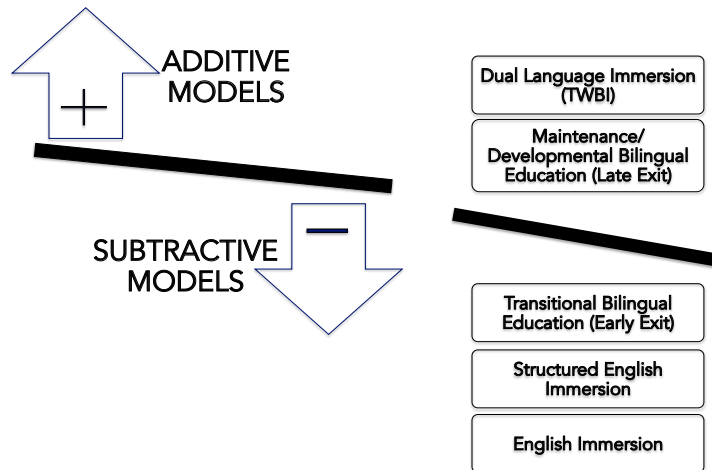 ADDITIVE
MODELS
SUBTRACTIVE
MODELS
Dual Language Immersion
(TWBI)
Maintenance/
Developmental Bilingual
Education (Late Exit)
Transitional Bilingual
Education (Early Exit)
Structured English
Immersion
English Immersion